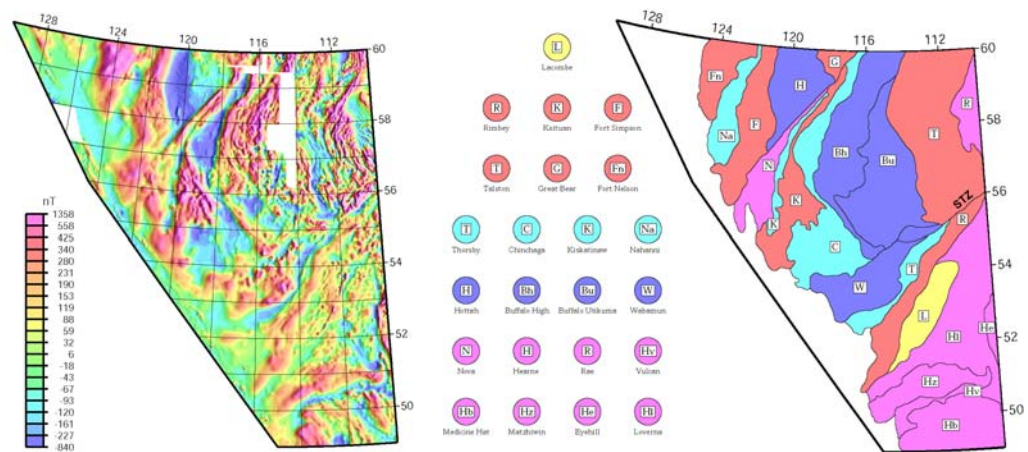 128
124
120
116
112
60
58
56
54
52
50
nT
1358
558
425
340
280
231
190
153
119
88
59
32
6
-18
-43
-67
-93
-120
-161
-227
-840
L
Lacombe
R K F
Rimbey Kaituan Fort Simpson
T G Fn
Talston Great Bear Fort Nelson
T C K Na
Thorsby Chinchaga Kiskatinaw Nahanni
H Bh Bu W
Hottah Buffalo High Buffalo Utikuma Wabamun
N H R Hv
Nova Hearne Rae Vulcan
Hb Hz He Hl
Medicine Hat Matzhiwin Eyehill Loverna
128
124
120
116
112
60
58
56
54
52
50
Fn
Na
F
H
G
N
K
K
Bh
Bu
T
R
STZ
R
C
W
T
L
Hl
He
Hz
Hv
Hb